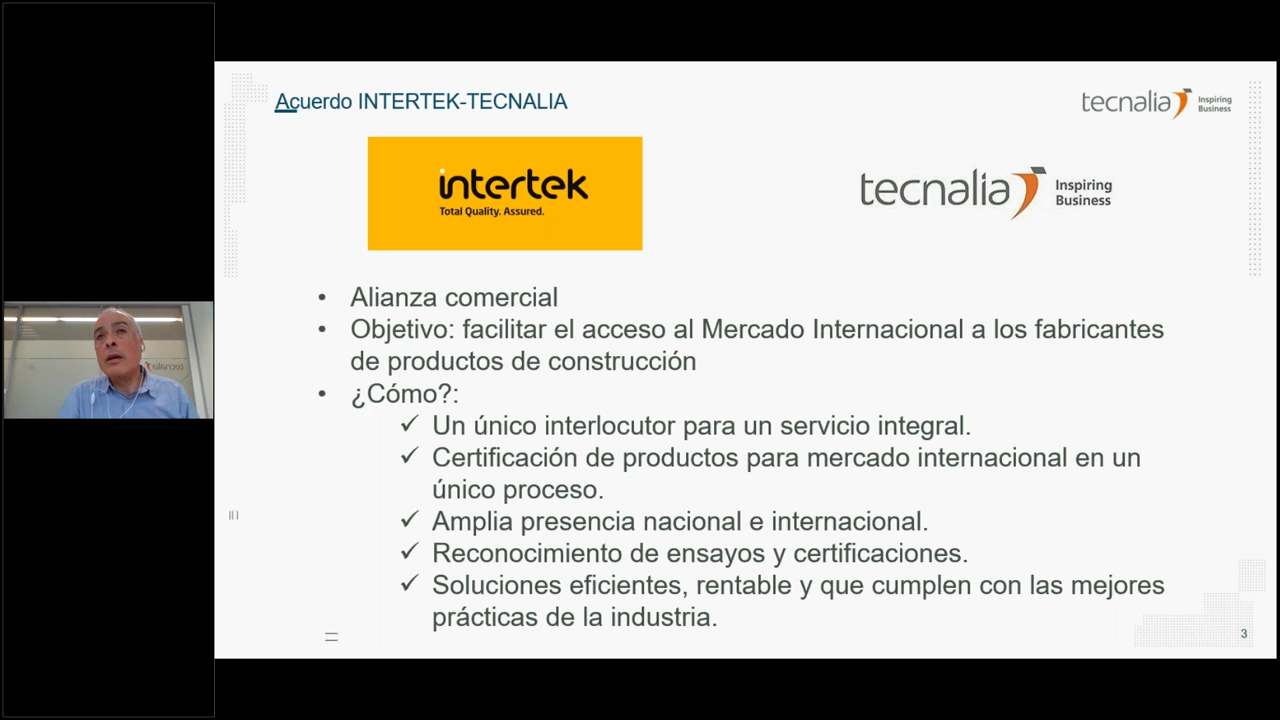 Acuerdo INTERTEK-TECNALIA
tecnalia Inspiring
Business
intertek
Total Quality. Assured.
tecnalia Inspiring
Business
• Alianza comercial
• Objetivo: facilitar el acceso al Mercado Internacional a los fabricantes
de productos de construcción
• ¿Cómo?:
✓ Un único interlocutor para un servicio integral.
✓ Certificación de productos para mercado internacional en un
único proceso.
✓ Amplia presencia nacional e internacional.
✓ Reconocimiento de ensayos y certificaciones.
✓ Soluciones eficientes, rentable y que cumplen con las mejores
prácticas de la industria.
3
tecnalia